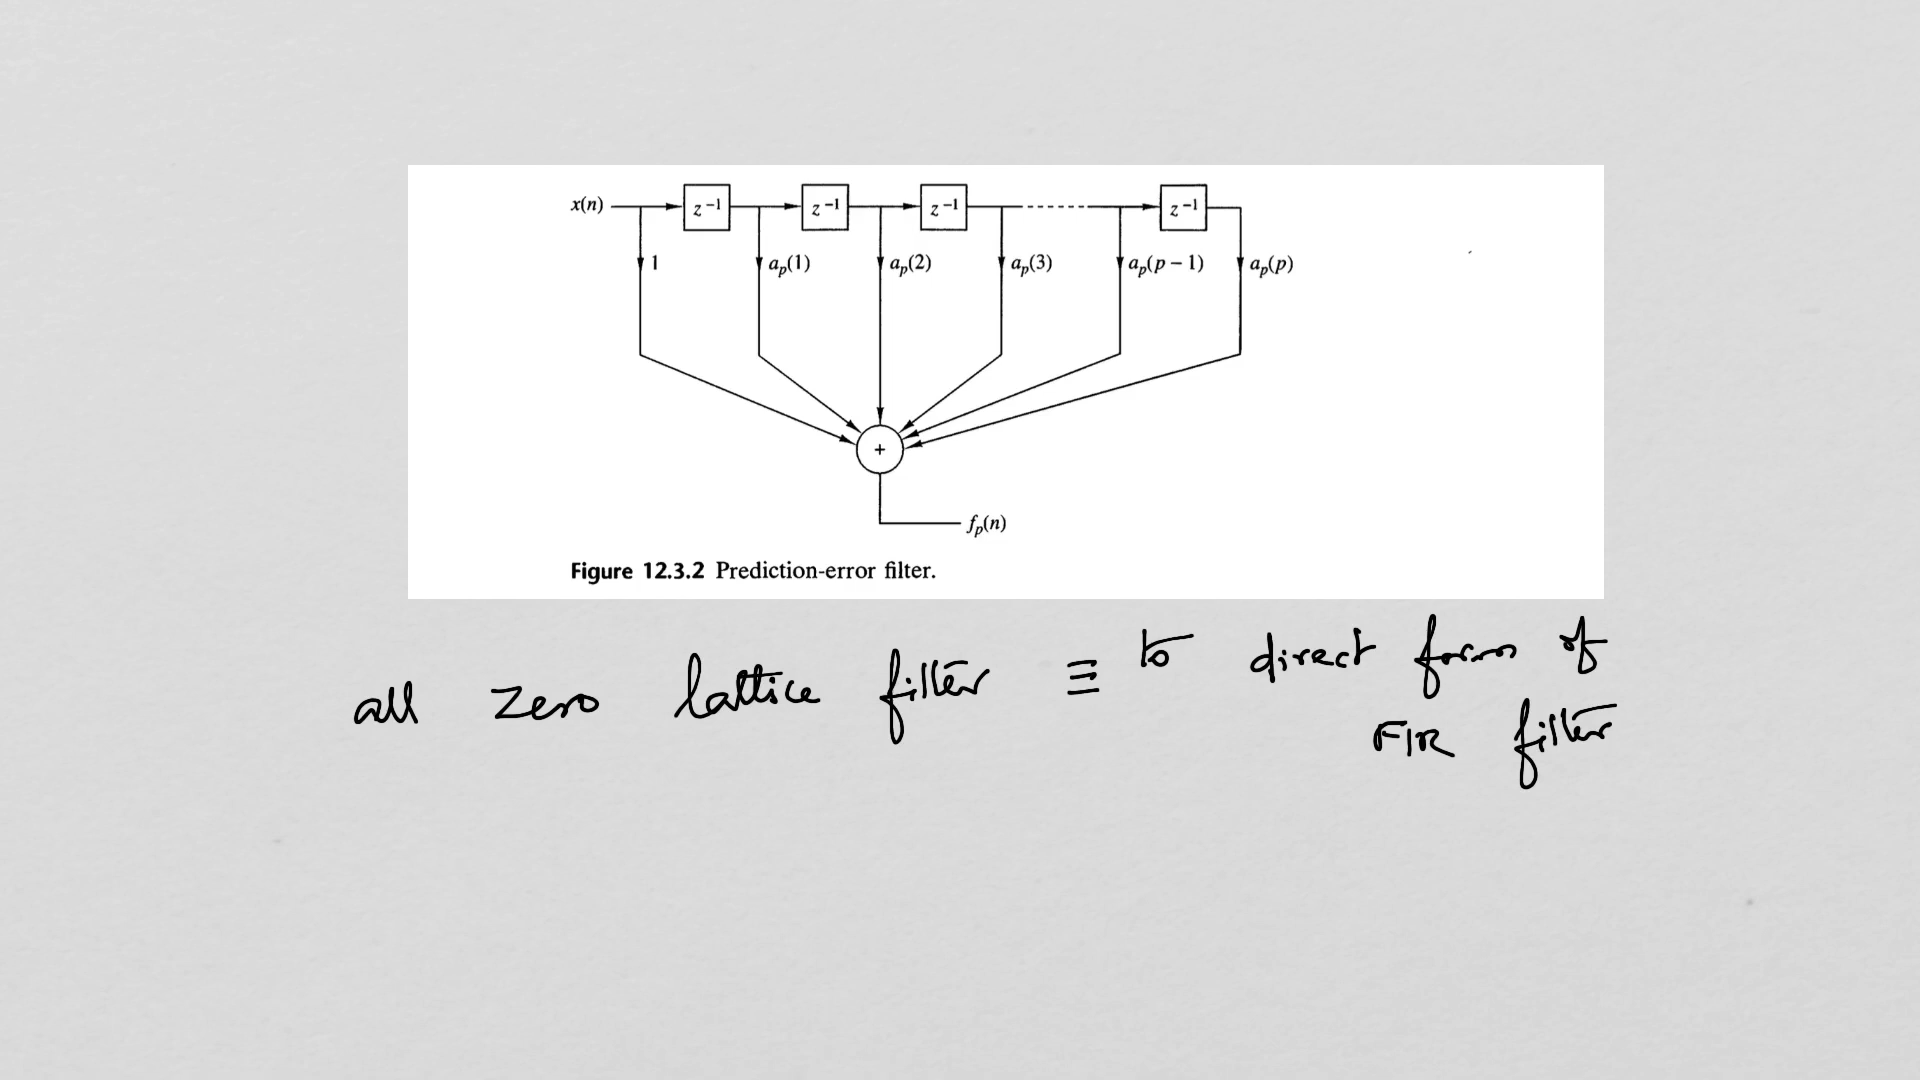 x(n) z⁻¹ z⁻¹ z⁻¹ z⁻¹
1 aₚ(1) aₚ(2) aₚ(3) aₚ(p – 1) aₚ(p)
+
fₚ(n)
Figure 12.3.2 Prediction-error filter.
all zero lattice filter ≡ to direct form of
FIR filter